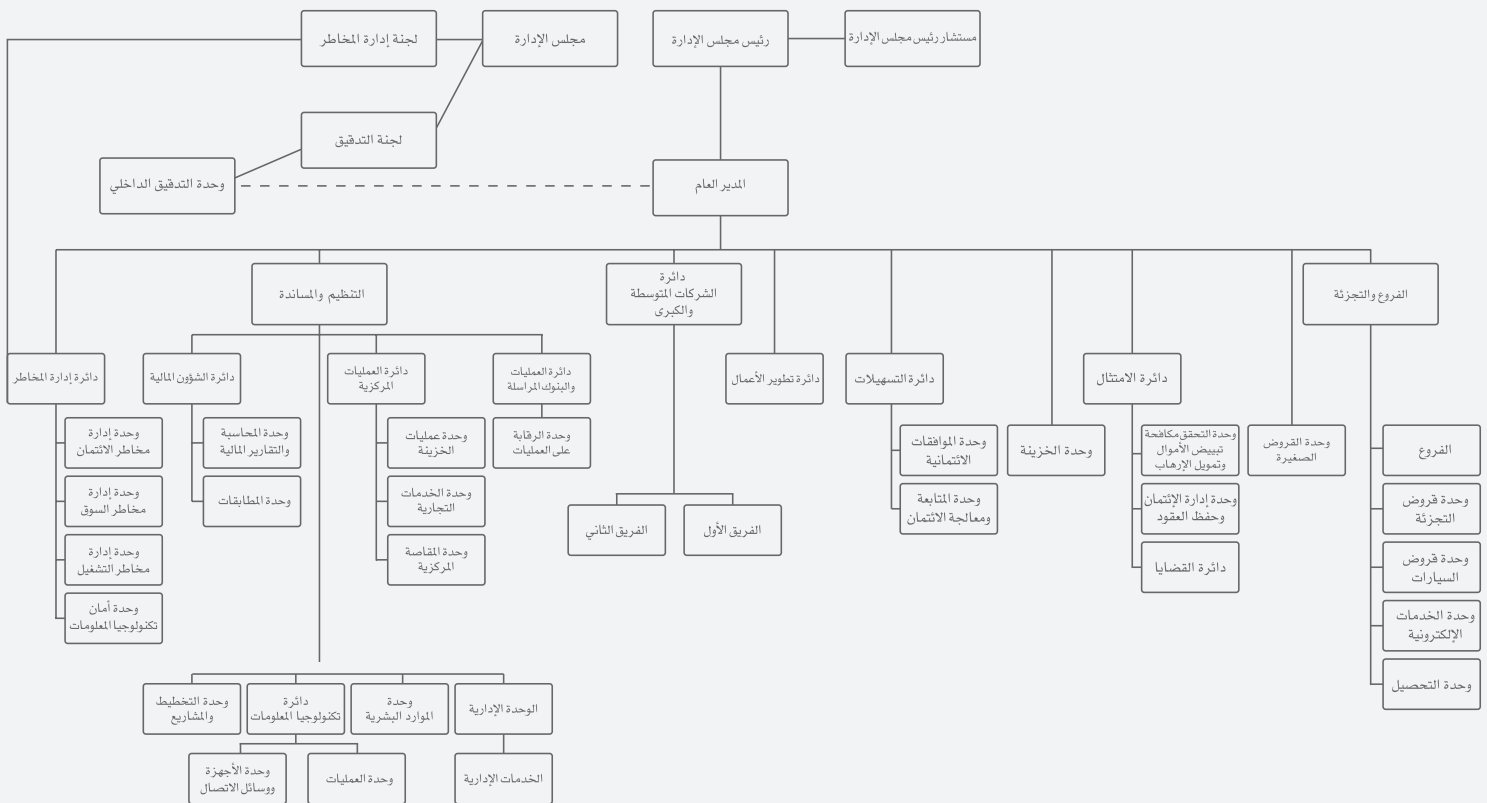 مستشار رئيس مجلس الإدارة
رئيس مجلس الإدارة
مجلس الإدارة
لجنة إدارة المخاطر
لجنة التدقيق
وحدة التدقيق الداخلي
المدير العام
الفروع والتجزئة
دائرة
الشركات المتوسطة
والكبرى
التنظيم والمساندة
دائرة الامتثال
دائرة التسهيلات
دائرة تطوير الأعمال
دائرة العمليات
والبنوك المراسلة
دائرة العمليات
المركزية
دائرة الشؤون المالية
دائرة إدارة المخاطر
الفروع
وحدة قروض
التجزئة
وحدة قروض
السيارات
وحدة الخدمات
الإلكترونية
وحدة التحصيل
وحدة القروض
الصغيرة
وحدة التحقق مكافحة
تبييض الأموال
وتمويل الإرهاب
وحدة إدارة الإئتمان
وحفظ العقود
دائرة القضايا
وحدة الخزينة
وحدة الموافقات
الائتمانية
وحدة المتابعة
ومعالجة الائتمان
الفريق الأول
الفريق الثاني
وحدة الرقابة
على العمليات
وحدة عمليات
الخزينة
وحدة الخدمات
التجارية
وحدة المقاصة
المركزية
وحدة المحاسبة
والتقارير المالية
وحدة المطابقات
وحدة إدارة
مخاطر الائتمان
وحدة إدارة
مخاطر السوق
وحدة إدارة
مخاطر التشغيل
وحدة أمان
تكنولوجيا المعلومات
الوحدة الإدارية
وحدة
الموارد البشرية
دائرة
تكنولوجيا المعلومات
وحدة التخطيط
والمشاريع
الخدمات الإدارية
وحدة العمليات
وحدة الأجهزة
ووسائل الاتصال